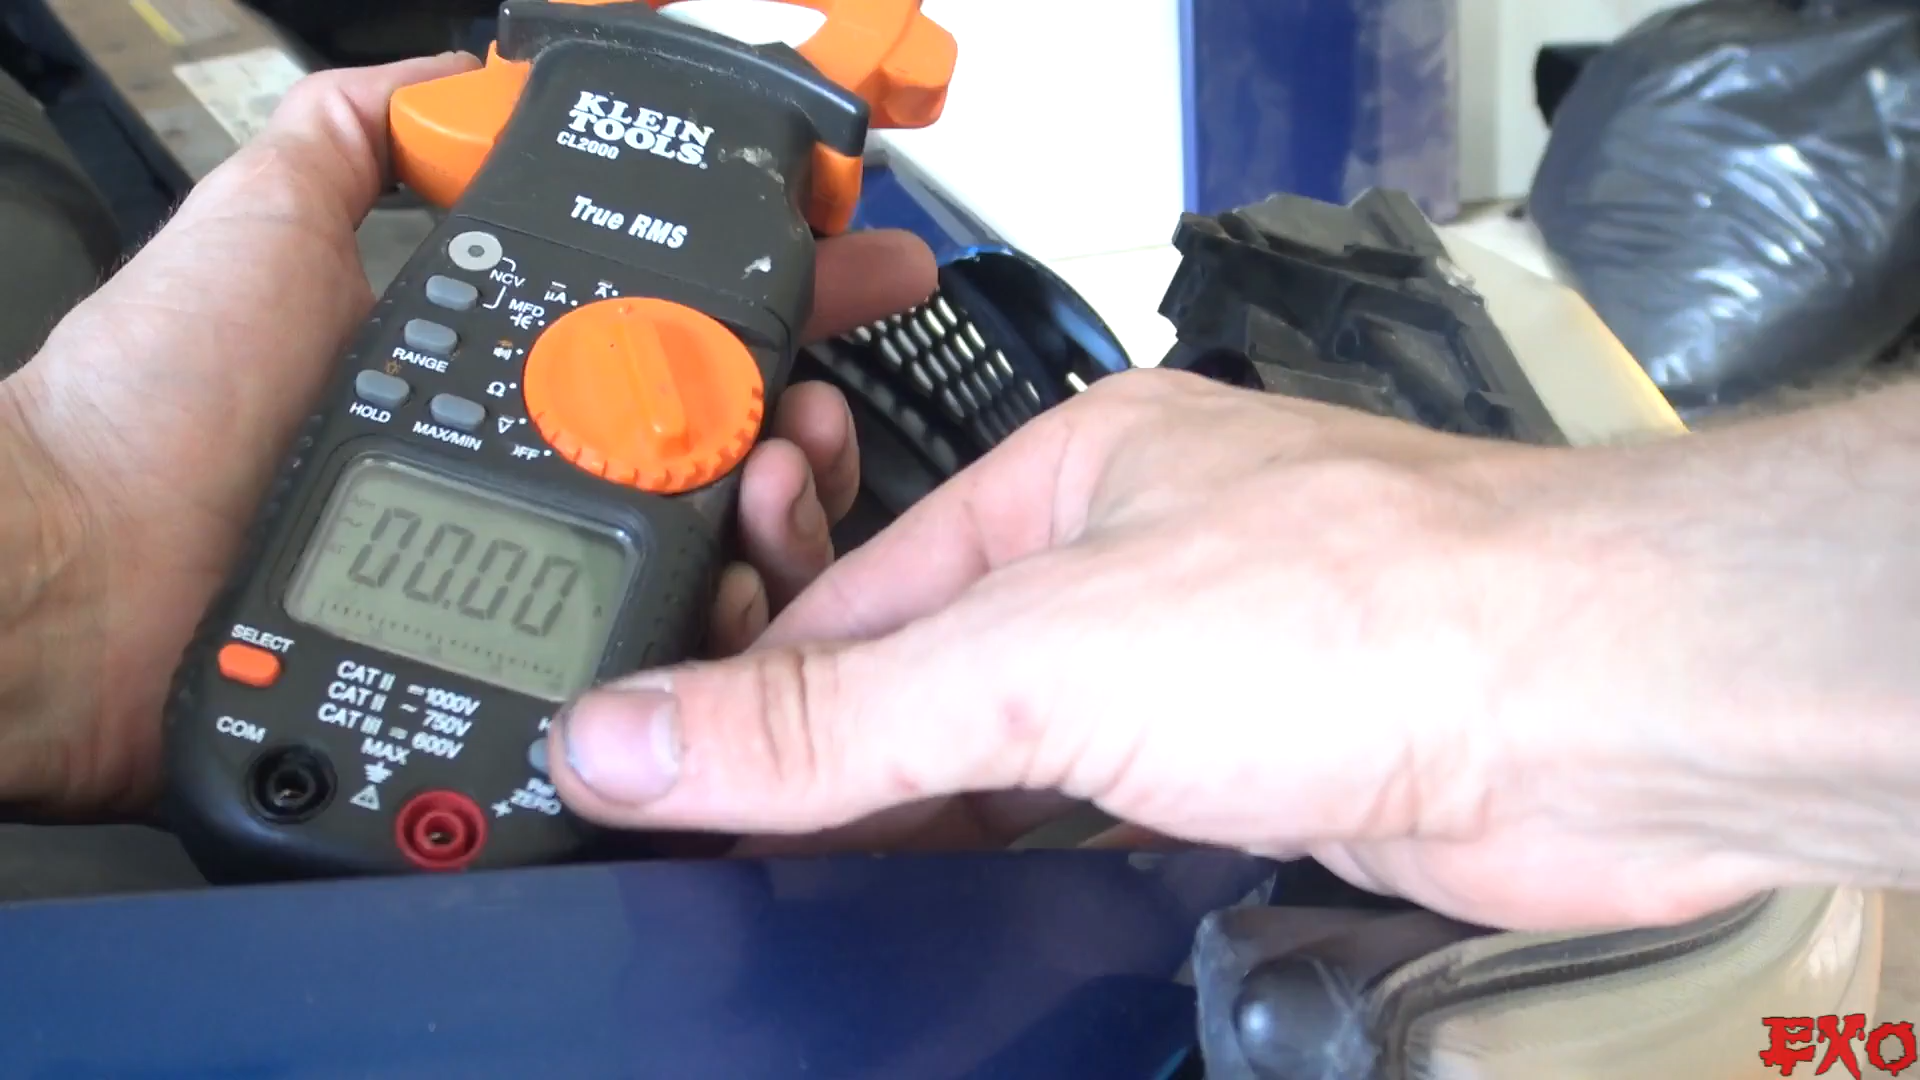 KLEIN
TOOLS®
CL2000
True RMS
NCV
µA
A
MFD
RANGE
Ω
HOLD
MAX/MIN
V
OFF
00.00
SELECT
CAT II ⎓1000V
CAT II ~ 750V
CAT III ≂ 600V
MAX
COM
ZERO
EXO